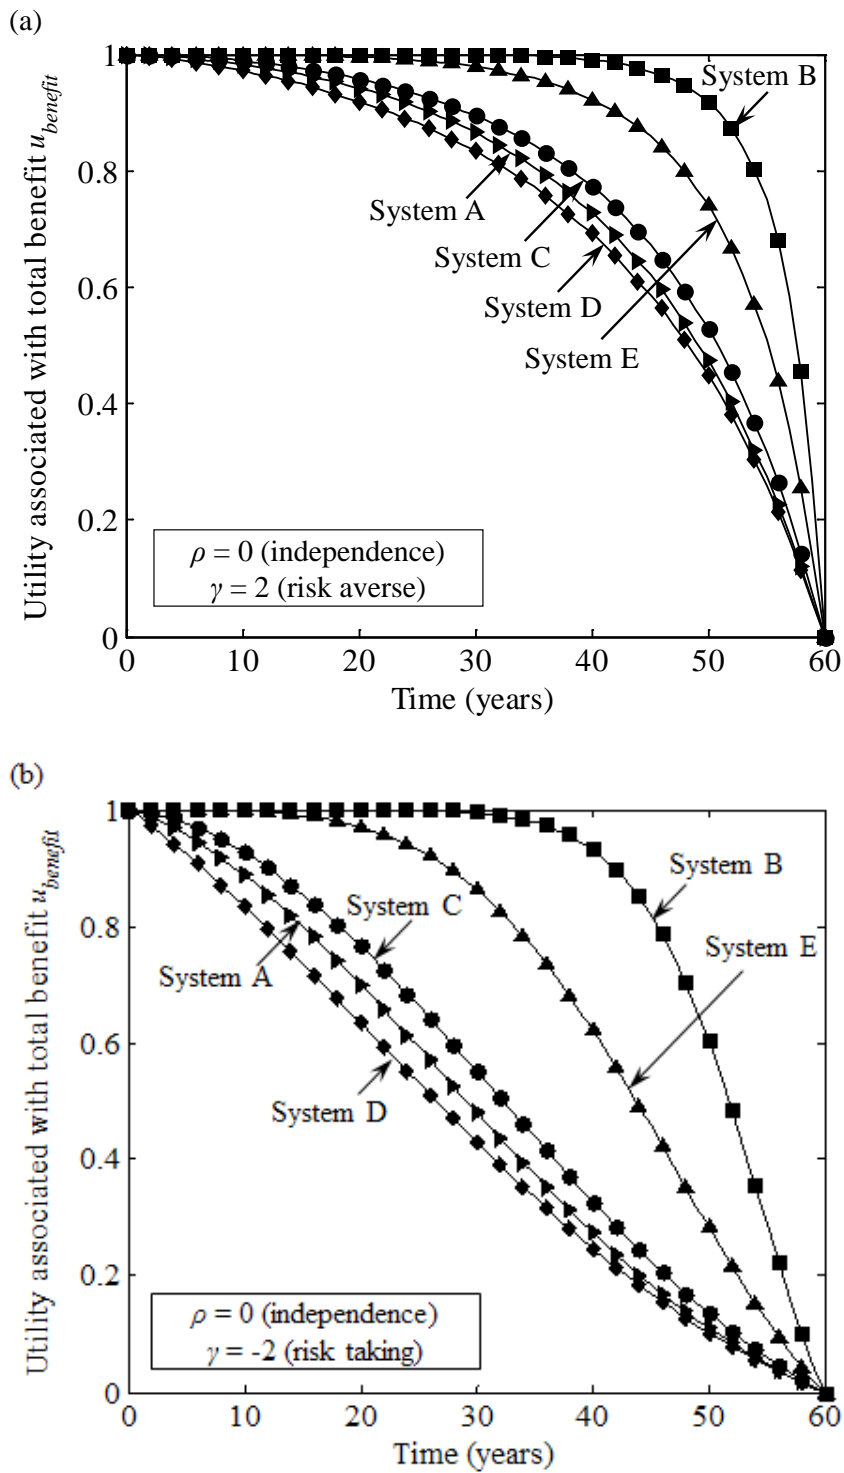 (a)
Utility associated with total benefit u_benefit
1
0.8
0.6
0.4
0.2
0
System B
System A
System C
System D
System E
ρ = 0 (independence)
γ = 2 (risk averse)
0 10 20 30 40 50 60
Time (years)
(b)
Utility associated with total benefit u_benefit
1
0.8
0.6
0.4
0.2
0
System B
System C
System E
System A
System D
ρ = 0 (independence)
γ = -2 (risk taking)
0 10 20 30 40 50 60
Time (years)